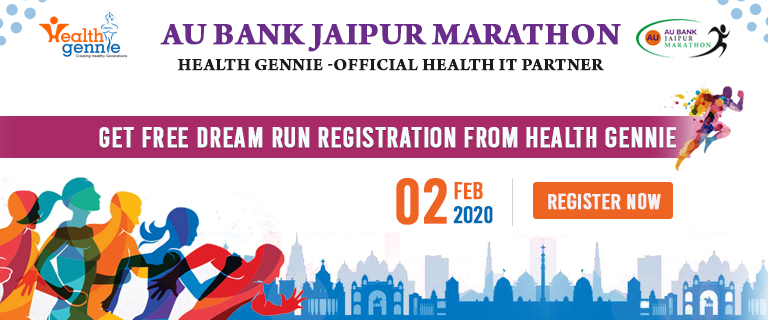 Health
gennie
Creating Healthy Generations
AU BANK JAIPUR MARATHON
HEALTH GENNIE -OFFICIAL HEALTH IT PARTNER
AU
AU BANK
JAIPUR
MARATHON
GET FREE DREAM RUN REGISTRATION FROM HEALTH GENNIE
02 FEB
2020
REGISTER NOW